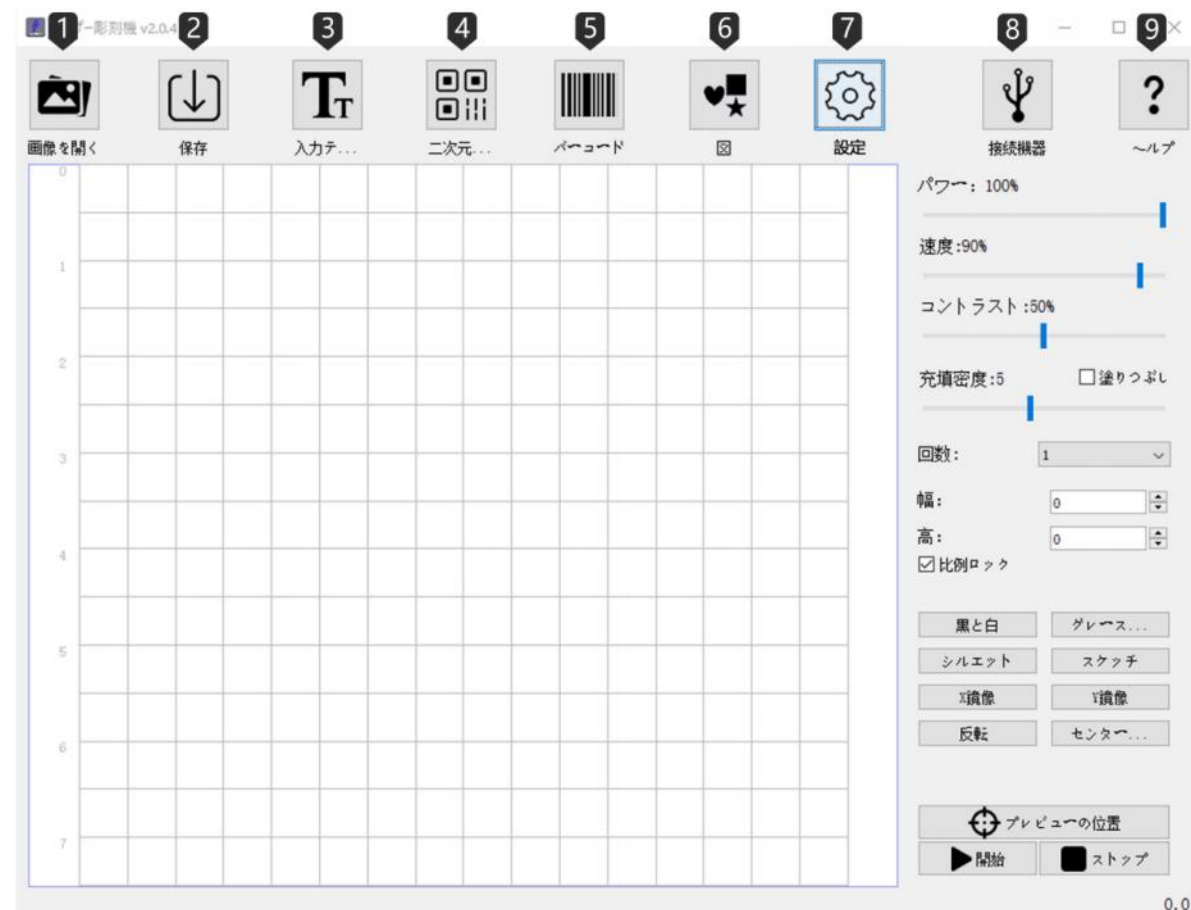 1 2 3 4 5 6 7 8 9
ー彫刻機 v2.0.4
画像を開く 保存 入力テ... 二次元... バーコード 図 設定 接続機器 ヘルプ
0
1
2
3
4
5
6
7
パワー: 100%
速度:90%
コントラスト:50%
充填密度:5 塗りつぶし
回数: 1
幅: 0
高: 0
比例ロック
黒と白 グレース...
シルエット スケッチ
X鏡像 Y鏡像
反転 センター...
プレビューの位置
開始 ストップ
0.0